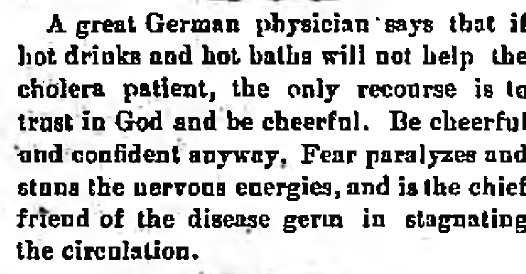 A great German physician says that if
hot drinks and hot baths will not help the
cholera patient, the only recourse is to
trust in God and be cheerful. Be cheerful
and confident anyway. Fear paralyzes and
stuns the nervous energies, and is the chief
friend of the disease germ in stagnating
the circulation.